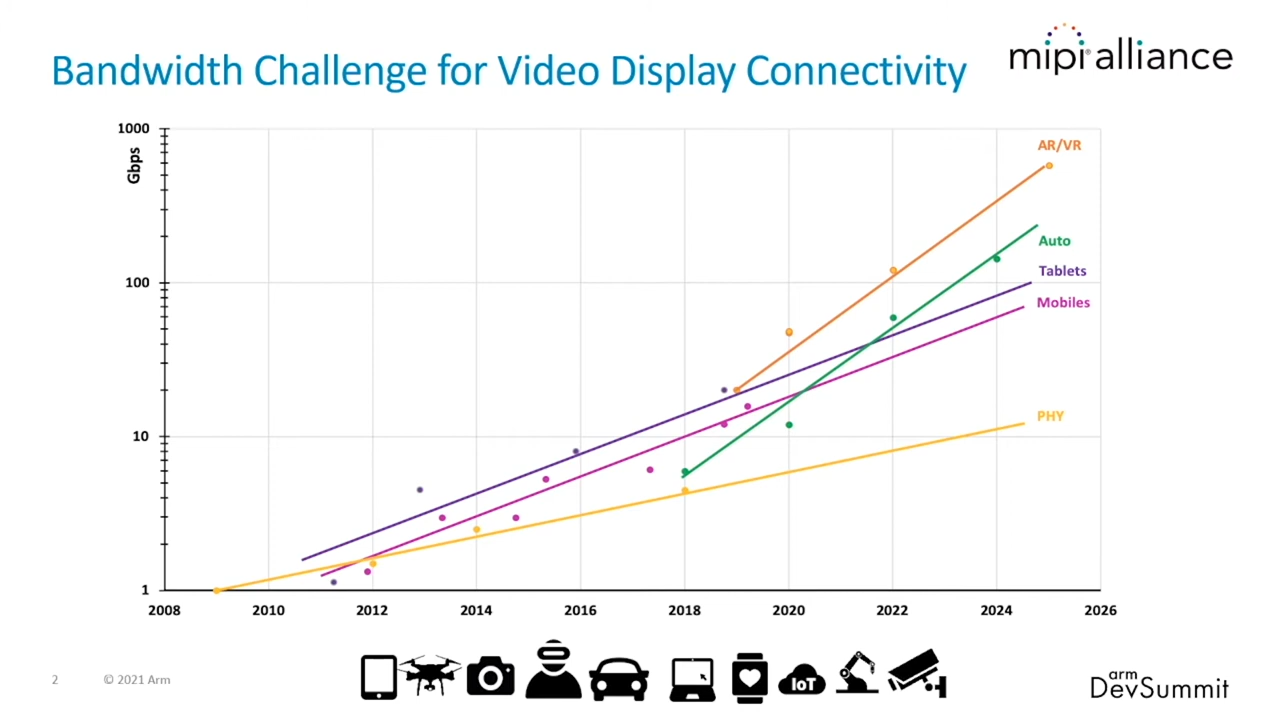 Bandwidth Challenge for Video Display Connectivity
mipi® alliance
1000
Gbps
100
10
1
AR/VR
Auto
Tablets
Mobiles
PHY
2008 2010 2012 2014 2016 2018 2020 2022 2024 2026
IoT
2 © 2021 Arm
arm
DevSummit